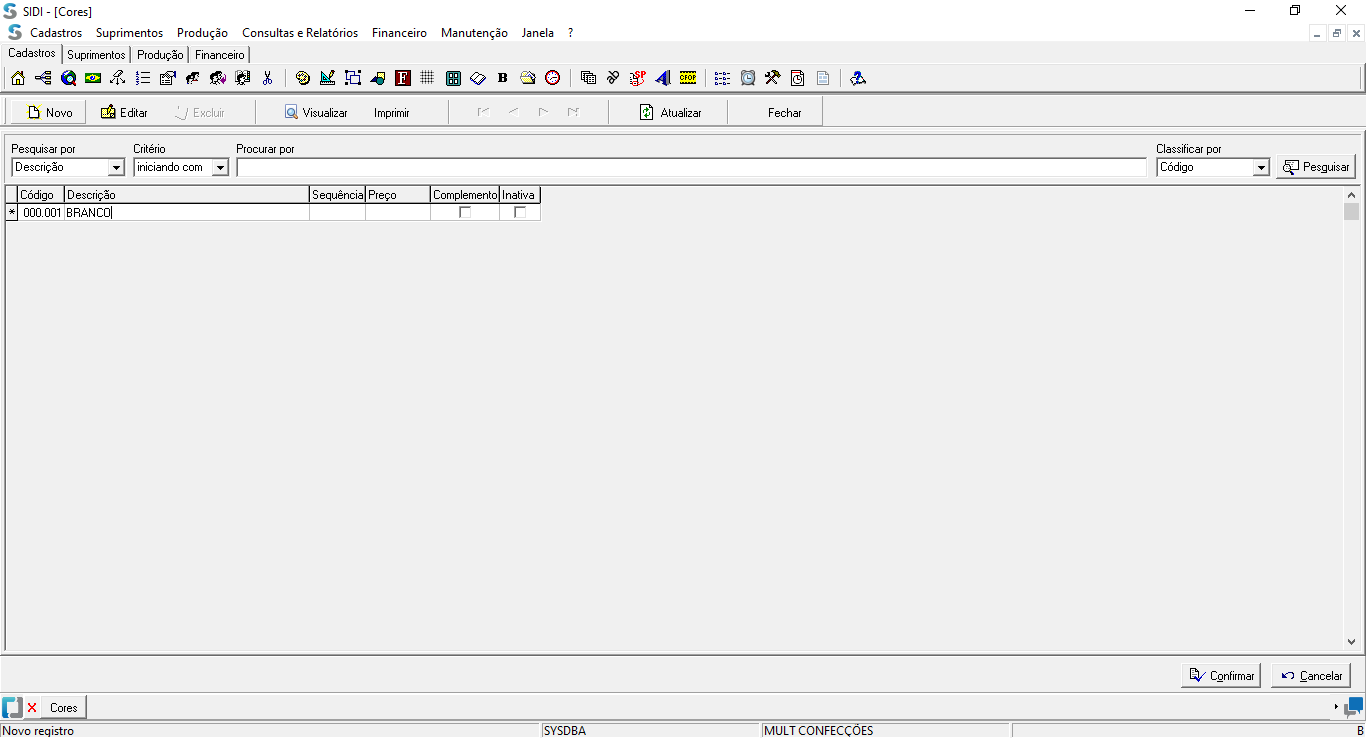 SIDI - [Cores]
Cadastros Suprimentos Produção Consultas e Relatórios Financeiro Manutenção Janela ?
Cadastros Suprimentos Produção Financeiro
F B SP CFOP
Novo Editar Excluir Visualizar Imprimir Atualizar Fechar
Pesquisar por Critério Procurar por Classificar por
Descrição iniciando com Código Pesquisar
Código Descrição Sequência Preço Complemento Inativa
* 000.001 BRANCO
Confirmar Cancelar
Cores
Novo registro SYSDBA MULT CONFECÇÕES B